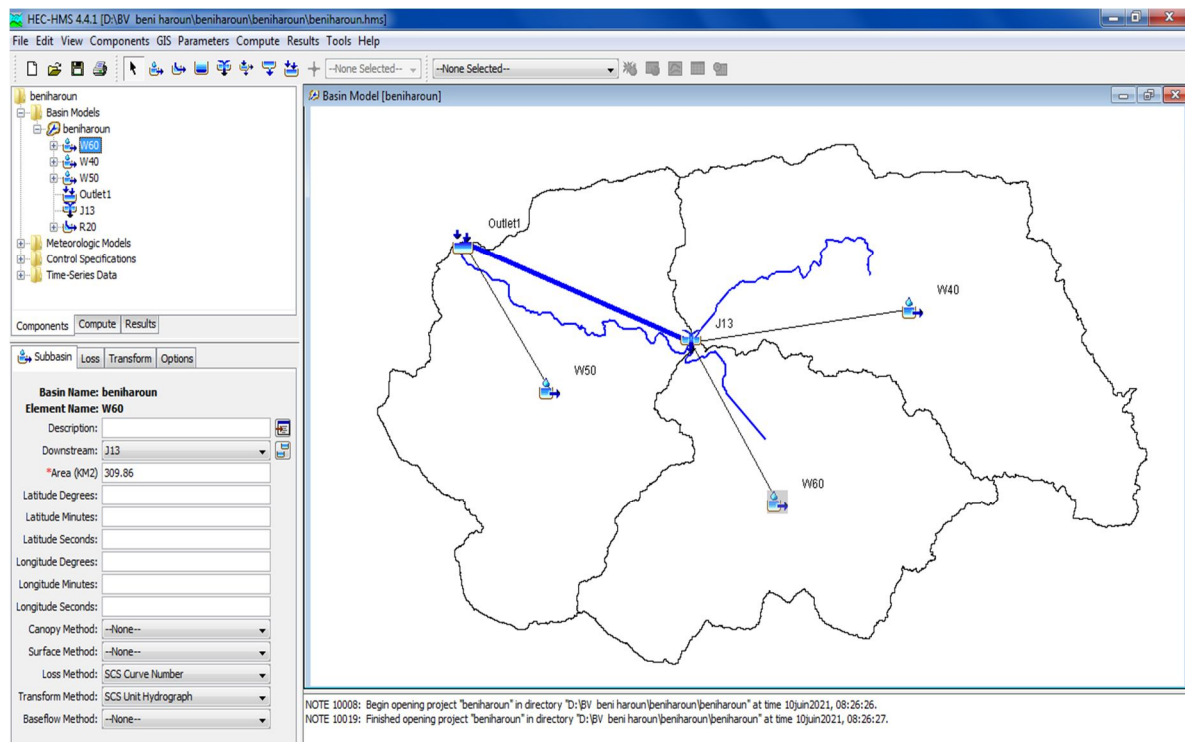 HEC-HMS 4.4.1 [D:\BV beni haroun\beniharoun\beniharoun\beniharoun.hms]
File Edit View Components GIS Parameters Compute Results Tools Help
--None Selected-- --None Selected--
beniharoun
Basin Models
beniharoun
W60
W40
W50
Outlet1
J13
R20
Meteorologic Models
Control Specifications
Time-Series Data
Components Compute Results
Subbasin Loss Transform Options
Basin Name: beniharoun
Element Name: W60
Description:
Downstream: J13
*Area (KM2) 309.86
Latitude Degrees:
Latitude Minutes:
Latitude Seconds:
Longitude Degrees:
Longitude Minutes:
Longitude Seconds:
Canopy Method: --None--
Surface Method: --None--
Loss Method: SCS Curve Number
Transform Method: SCS Unit Hydrograph
Baseflow Method: --None--
Basin Model [beniharoun]
Outlet1
W40
J13
W50
W60
NOTE 10008: Begin opening project "beniharoun" in directory "D:\BV beni haroun\beniharoun\beniharoun" at time 10juin2021, 08:26:26.
NOTE 10019: Finished opening project "beniharoun" in directory "D:\BV beni haroun\beniharoun\beniharoun" at time 10juin2021, 08:26:27.